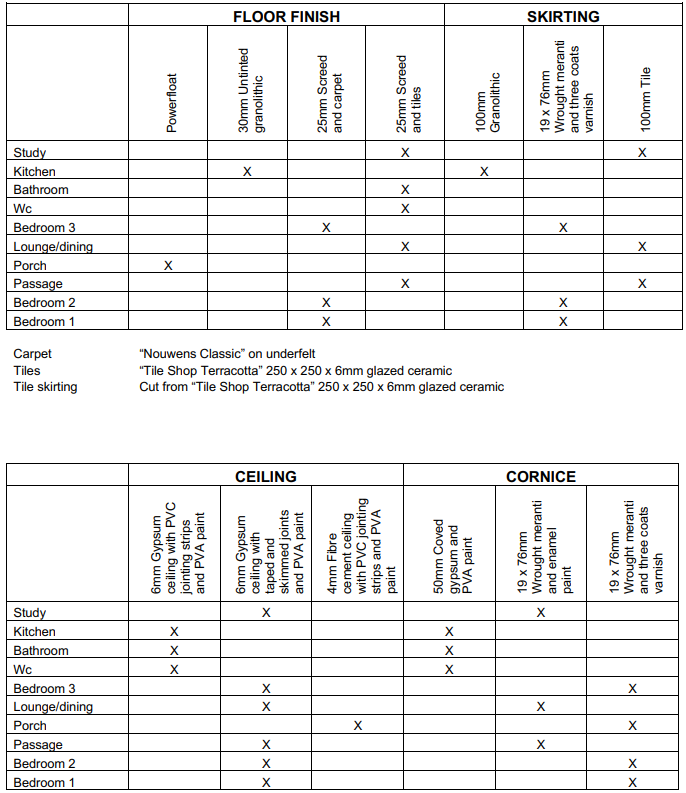 FLOOR FINISH SKIRTING
Powerfloat
30mm Untinted
granolithic
25mm Screed
and carpet
25mm Screed
and tiles
100mm
Granolithic
19 x 76mm
Wrought meranti
and three coats
varnish
100mm Tile
Study X X
Kitchen X X
Bathroom X
Wc X
Bedroom 3 X X
Lounge/dining X X
Porch X
Passage X X
Bedroom 2 X X
Bedroom 1 X X
Carpet “Nouwens Classic” on underfelt
Tiles “Tile Shop Terracotta” 250 x 250 x 6mm glazed ceramic
Tile skirting Cut from “Tile Shop Terracotta” 250 x 250 x 6mm glazed ceramic
CEILING CORNICE
6mm Gypsum
ceiling with PVC
jointing strips
and PVA paint
6mm Gypsum
ceiling with
taped and
skimmed joints
and PVA paint
4mm Fibre
cement ceiling
with PVC jointing
strips and PVA
paint
50mm Coved
gypsum and
PVA paint
19 x 76mm
Wrought meranti
and enamel
paint
19 x 76mm
Wrought meranti
and three coats
varnish
Study X X
Kitchen X X
Bathroom X X
Wc X X
Bedroom 3 X X
Lounge/dining X X
Porch X X
Passage X X
Bedroom 2 X X
Bedroom 1 X X